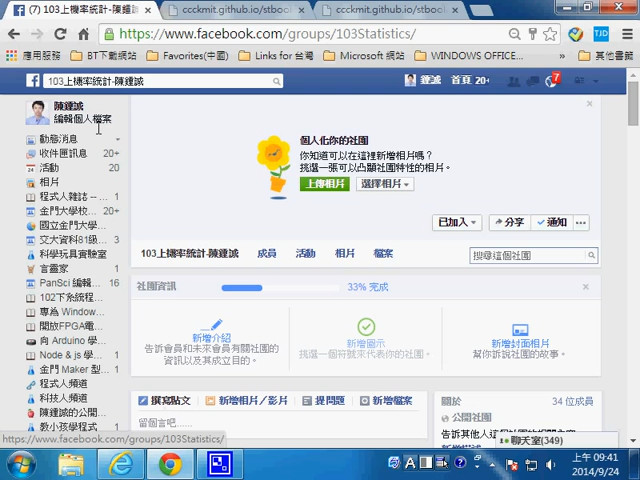 (7) 103上機率統計-陳鍾誠
ccckmit.github.io/stbook
ccckmit.github.io/stbook
https://www.facebook.com/groups/103Statistics/
TJD
應用服務
BT下載網站
Favorites(中國)
Links for 台灣
Microsoft 網站
WINDOWS OFFICE...
»
其他書籤
103上機率統計-陳鍾誠
鍾誠
首頁 20+
7
陳鍾誠
編輯個人檔案
動態消息
收件匣訊息 20+
活動 20
相片
程式人雜誌 -- ... 1
金門大學校... 20+
國立金門大學...
交大資科81級... 3
科學玩具實驗室
言靈家
PanSci 編輯... 16
102下系統程...
專為 Window...
開放FPGA電...
向 Arduino 學...
Node & js 學... 1
金門 Maker 型... 1
程式人頻道
科技人頻道
陳鍾誠的公開...
教小孩學程式 1
個人化你的社團
你知道可以在這裡新增相片嗎？
挑選一張可以凸顯社團特性的相片。
上傳相片
選擇相片
已加入
分享
通知
103上機率統計-陳鍾誠
成員
活動
相片
檔案
搜尋這個社團
社團資訊
33% 完成
新增介紹
告訴會員和未來會員有關社團的
資訊以及其成立目的。
新增圖示
挑選一個符號來代表你的社團。
新增封面相片
幫你訴說社團的故事。
撰寫貼文
新增相片／影片
提問題
新增檔案
留個言吧......
關於
34 位成員
公開社團
聊天室(349)
https://www.facebook.com/groups/103Statistics/
上午 09:41
2014/9/24